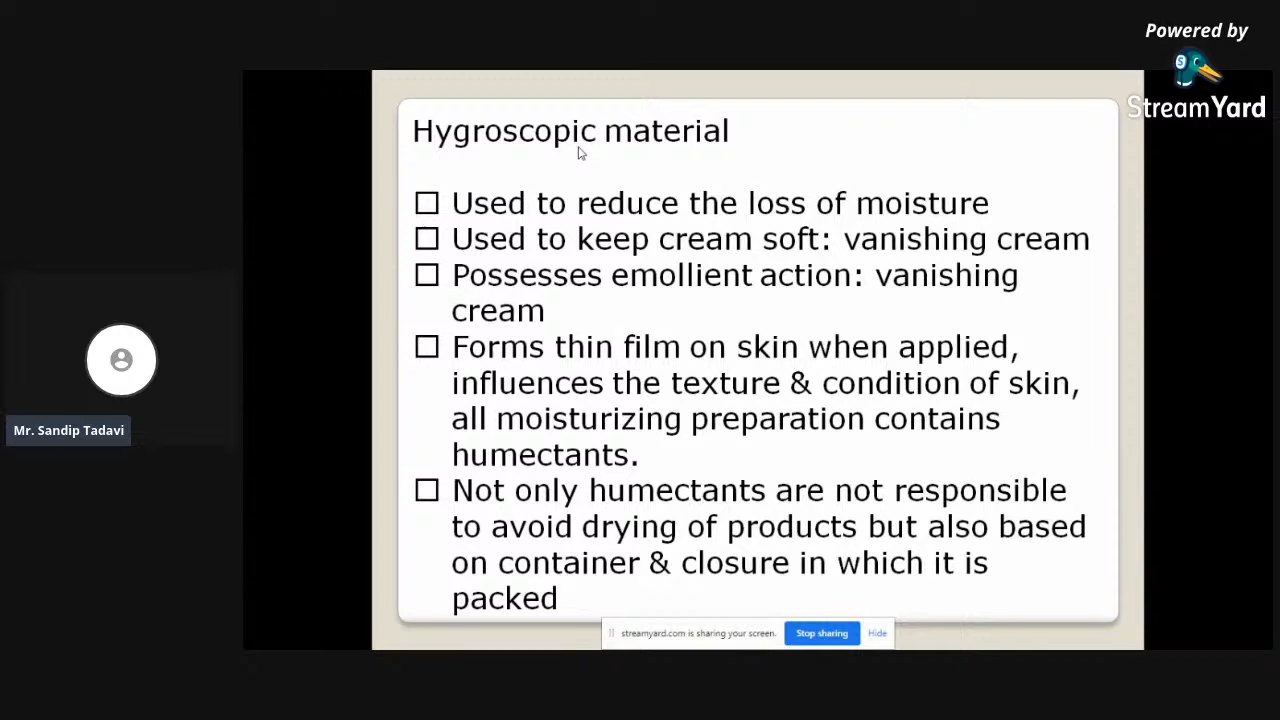 Powered by
StreamYard
Hygroscopic material
Used to reduce the loss of moisture
Used to keep cream soft: vanishing cream
Possesses emollient action: vanishing
cream
Forms thin film on skin when applied,
influences the texture & condition of skin,
all moisturizing preparation contains
humectants.
Not only humectants are not responsible
to avoid drying of products but also based
on container & closure in which it is
packed
Mr. Sandip Tadavi
streamyard.com is sharing your screen.
Stop sharing
Hide